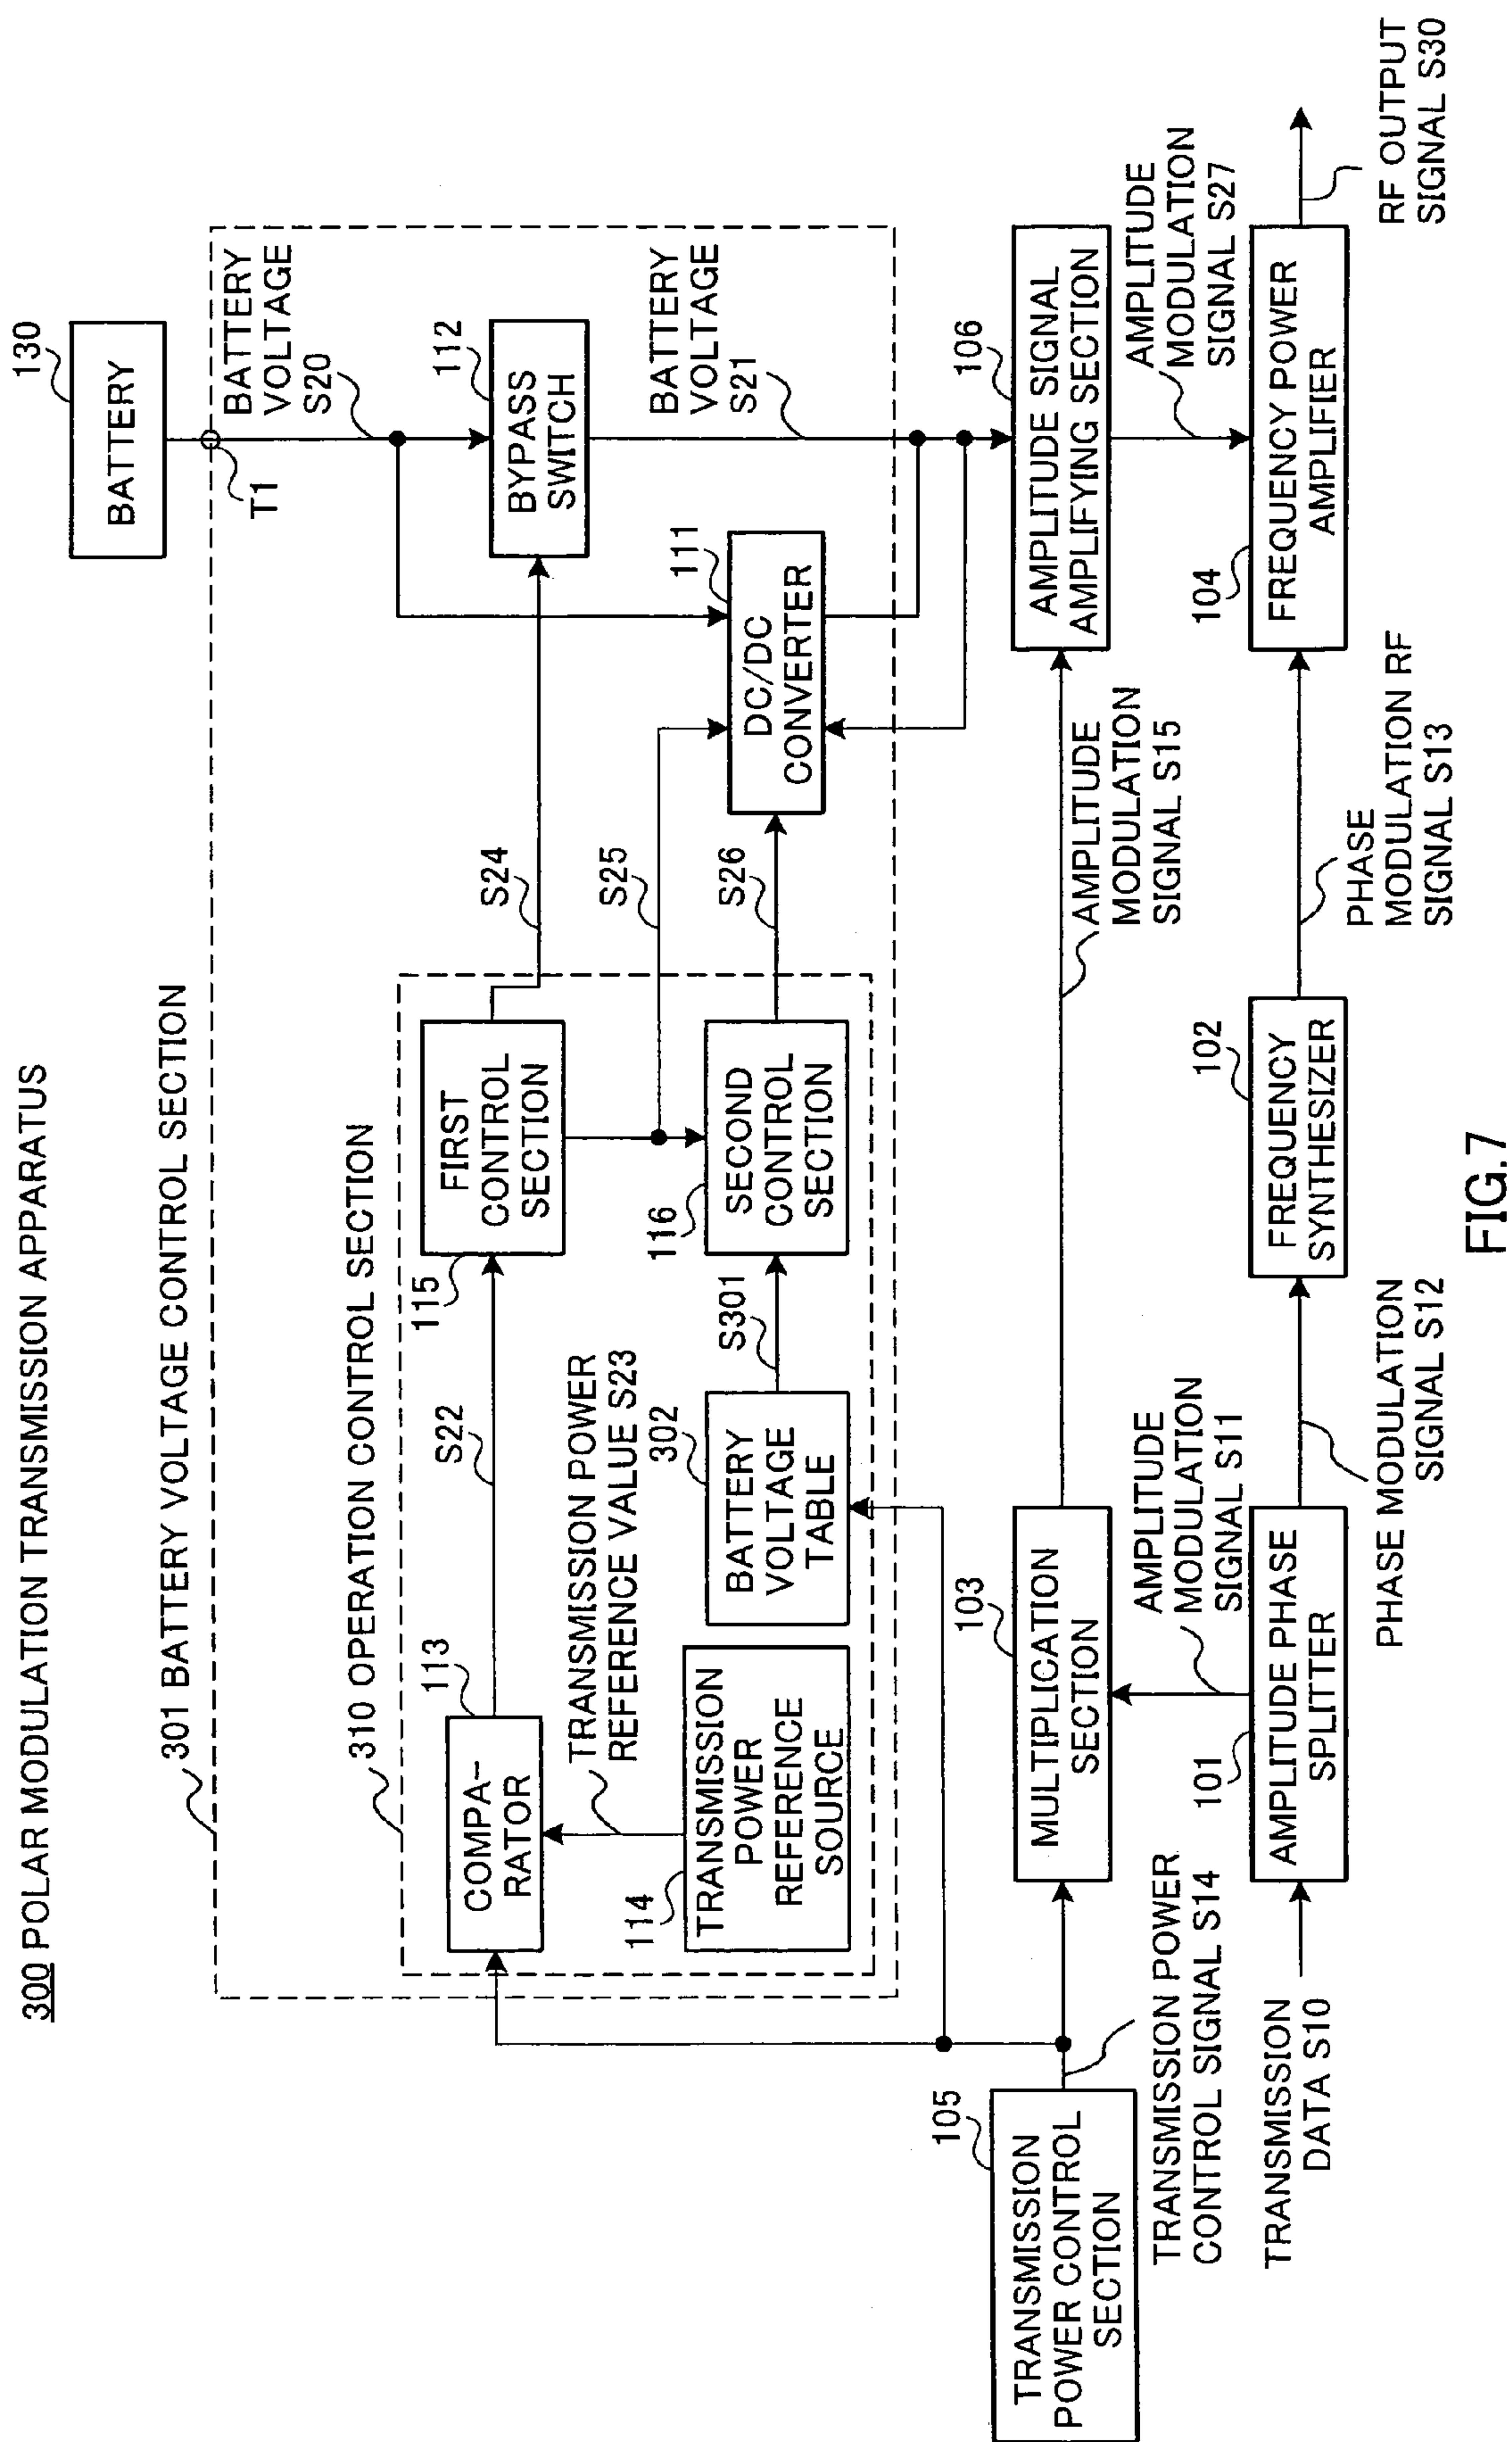 300 POLAR MODULATION TRANSMISSION APPARATUS
301 BATTERY VOLTAGE CONTROL SECTION
310 OPERATION CONTROL SECTION
130
BATTERY
T1
BATTERY
VOLTAGE
S20
112
BYPASS
SWITCH
BATTERY
VOLTAGE
S21
111
DC/DC
CONVERTER
S24
S25
S26
115
FIRST
CONTROL
SECTION
116
SECOND
CONTROL
SECTION
S22
S301
113
COMPA-
RATOR
TRANSMISSION POWER
REFERENCE VALUE S23
114
TRANSMISSION
POWER
REFERENCE
SOURCE
302
BATTERY
VOLTAGE
TABLE
105
TRANSMISSION
POWER CONTROL
SECTION
TRANSMISSION POWER
CONTROL SIGNAL S14
103
MULTIPLICATION
SECTION
AMPLITUDE
MODULATION
SIGNAL S15
106
AMPLITUDE SIGNAL
AMPLIFYING SECTION
AMPLITUDE
MODULATION
SIGNAL S27
TRANSMISSION
DATA S10
101
AMPLITUDE PHASE
SPLITTER
AMPLITUDE
MODULATION
SIGNAL S11
PHASE MODULATION
SIGNAL S12
102
FREQUENCY
SYNTHESIZER
PHASE
MODULATION RF
SIGNAL S13
104
FREQUENCY POWER
AMPLIFIER
RF OUTPUT
SIGNAL S30
FIG.7